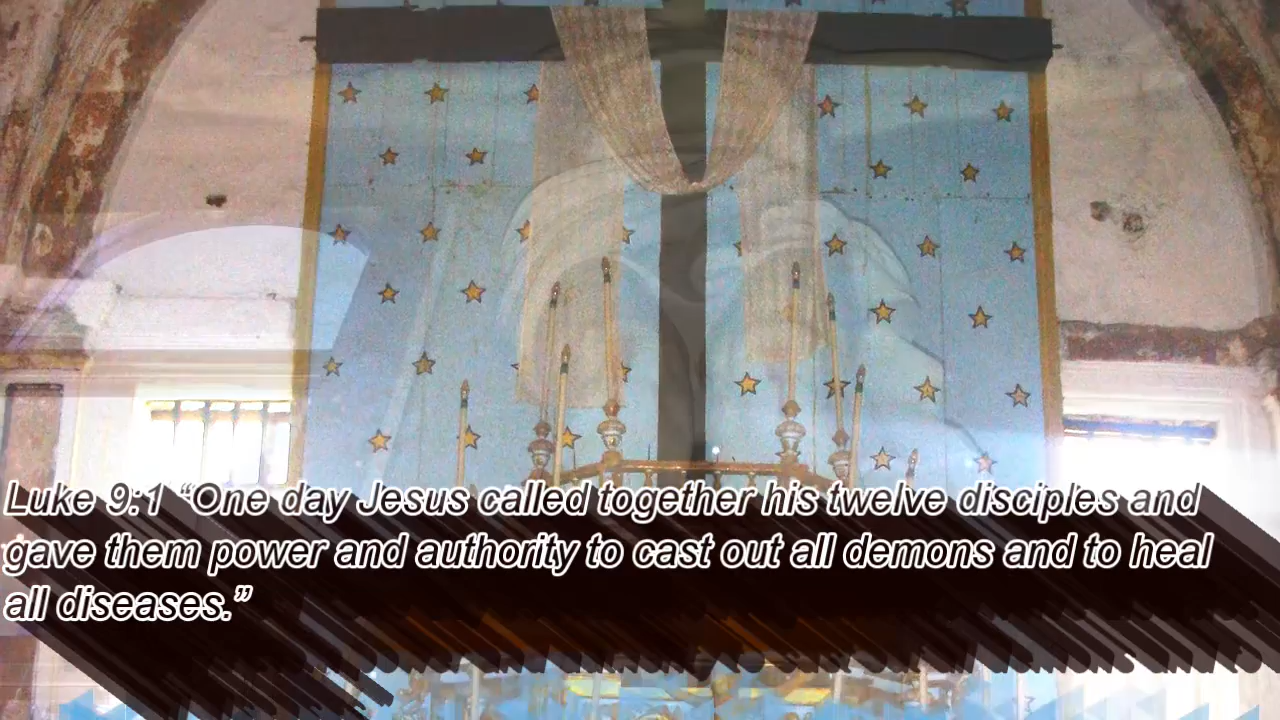 Luke 9:1 “One day Jesus called together his twelve disciples and
gave them power and authority to cast out all demons and to heal
all diseases.”